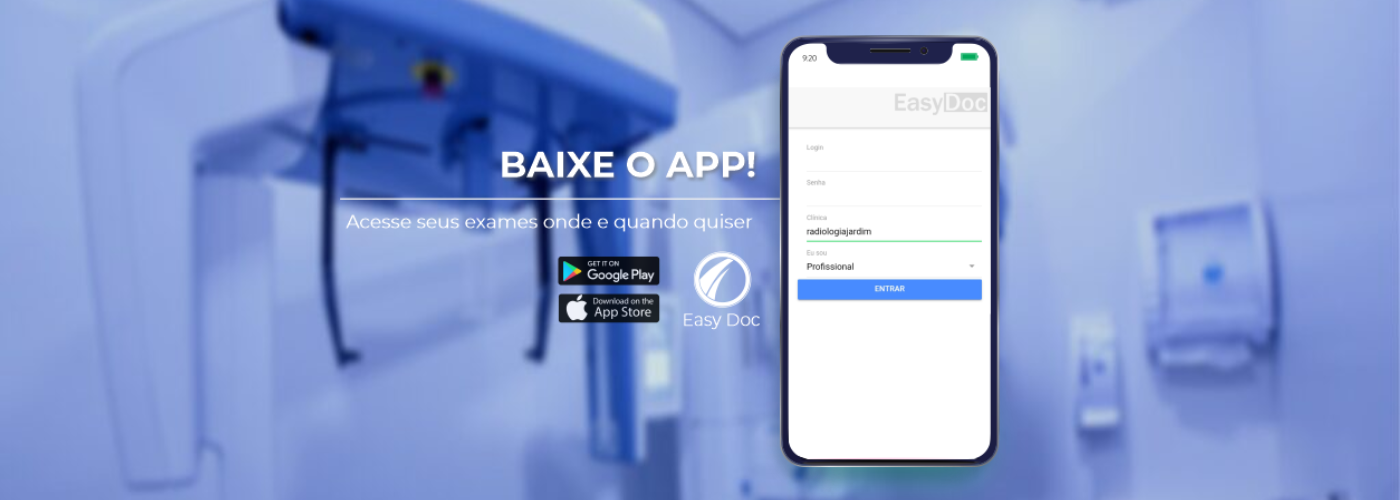 BAIXE O APP!
Acesse seus exames onde e quando quiser
GET IT ON
Google Play
Download on the
App Store
Easy Doc
9:20
EasyDoc
Login
Senha
Clínica
radiologiajardim
Eu sou
Profissional
ENTRAR